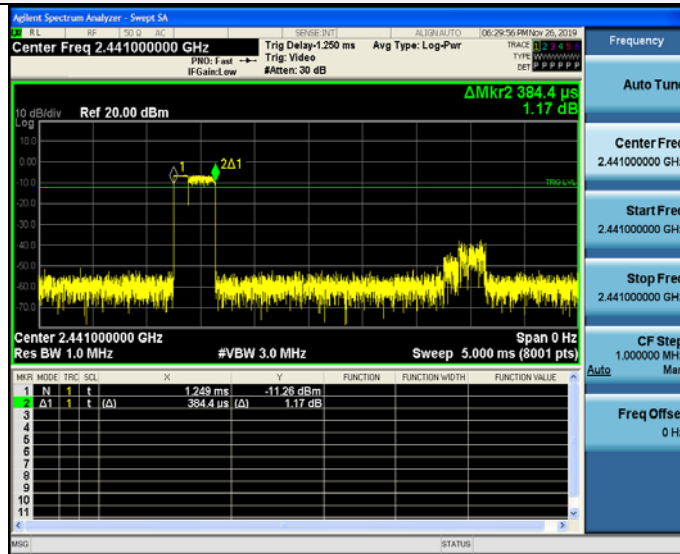 Agilent Spectrum Analyzer - Swept SA
RL RF 50 Ω AC SENSE:INT ALIGNAUTO 06:29:56 PM Nov 26, 2019
Center Freq 2.441000000 GHz
PNO: Fast
IFGain:Low
Trig Delay-1.250 ms
Trig: Video
#Atten: 30 dB
Avg Type: Log-Pwr
TRACE 1 2 3 4 5 6
TYPE
DET P P P P P P
ΔMkr2 384.4 µs
1.17 dB
10 dB/div Ref 20.00 dBm
Log
10.0
0.00
-10.0
-20.0
-30.0
-40.0
-50.0
-60.0
-70.0
1
2Δ1
TRIG LVL
Center 2.441000000 GHz Span 0 Hz
Res BW 1.0 MHz #VBW 3.0 MHz Sweep 5.000 ms (8001 pts)
MKR MODE TRC SCL X Y FUNCTION FUNCTION WIDTH FUNCTION VALUE
1 N 1 t 1.249 ms -11.26 dBm
2 Δ1 1 t (Δ) 384.4 µs (Δ) 1.17 dB
3
4
5
6
7
8
9
10
11
MSG STATUS
Frequency
Auto Tune
Center Freq
2.441000000 GHz
Start Freq
2.441000000 GHz
Stop Freq
2.441000000 GHz
CF Step
1.000000 MHz
Auto Man
Freq Offset
0 Hz